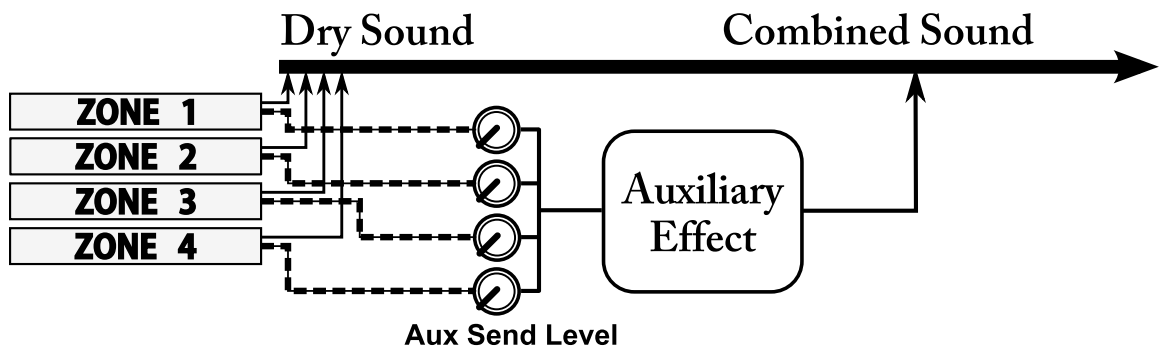 Dry Sound
Combined Sound
ZONE 1
ZONE 2
ZONE 3
ZONE 4
Auxiliary
Effect
Aux Send Level